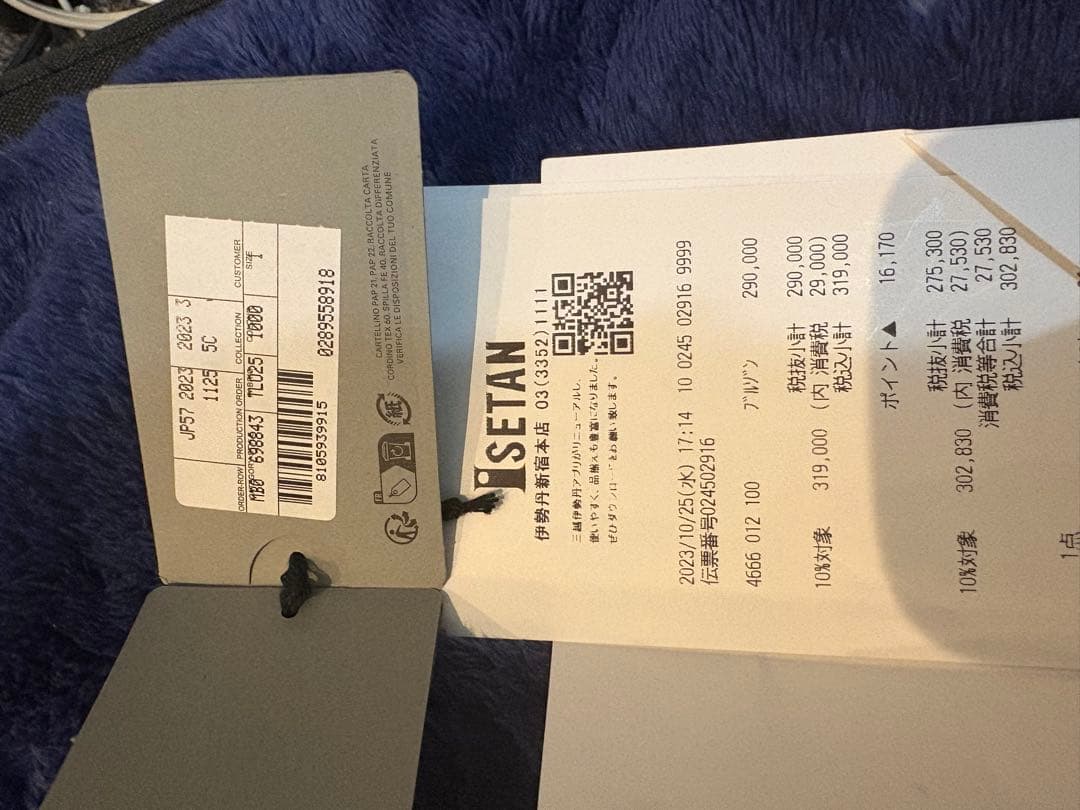 JP57 2023 2023 3
1125 5C
ORDER-ROW PRODUCTION ORDER COLLECTION CUSTOMER
SIZE
698843 1000 1
8105939915
0289558918
CARTELLINO PAP 21, PAP 22, RACCOLTA CARTA
CORDINO TEX 60, SPILLA FE 40, RACCOLTA DIFFERENZIATA
VERIFICA LE DISPOSIZIONI DEL TUO COMUNE
FR
紙
ISETAN
伊勢丹新宿本店 03(3352)1111
三越伊勢丹アプリがリニューアル。
使いやすく、品揃えも豊富になりました。
ぜひダウンロードをお願い致します。
2023/10/25(水) 17:14 10 0245 02916 9999
伝票番号024502916
4666 012 100 ブルゾン 290,000
税抜小計 290,000
10%対象 319,000 (内 消費税 29,000)
税込小計 319,000
ポイント▲ 16,170
税抜小計 275,300
10%対象 302,830 (内 消費税 27,530)
消費税等合計 27,530
税込小計 302,830
1点